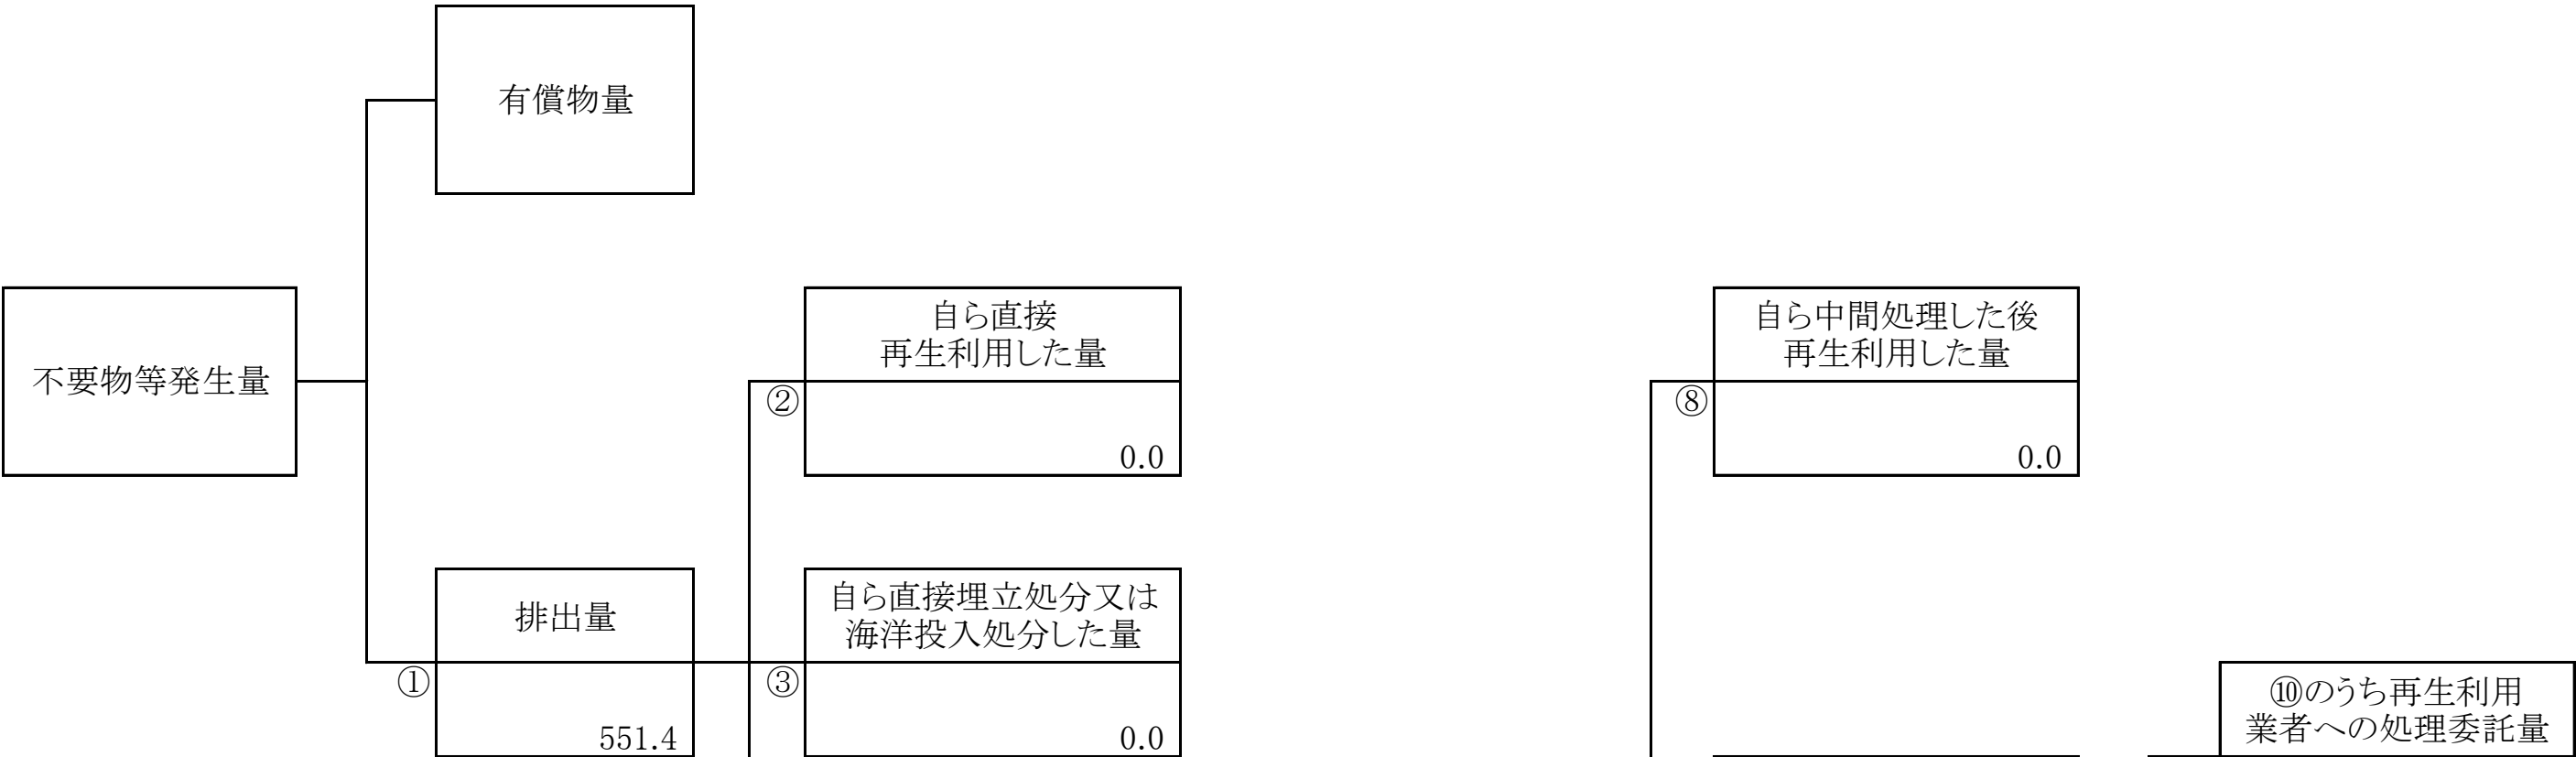 有償物量
不要物等発生量
自ら直接
再生利用した量
②
0.0
自ら中間処理した後
再生利用した量
⑧
0.0
排出量
①
551.4
自ら直接埋立処分又は
海洋投入処分した量
③
0.0
⑩のうち再生利用
業者への処理委託量